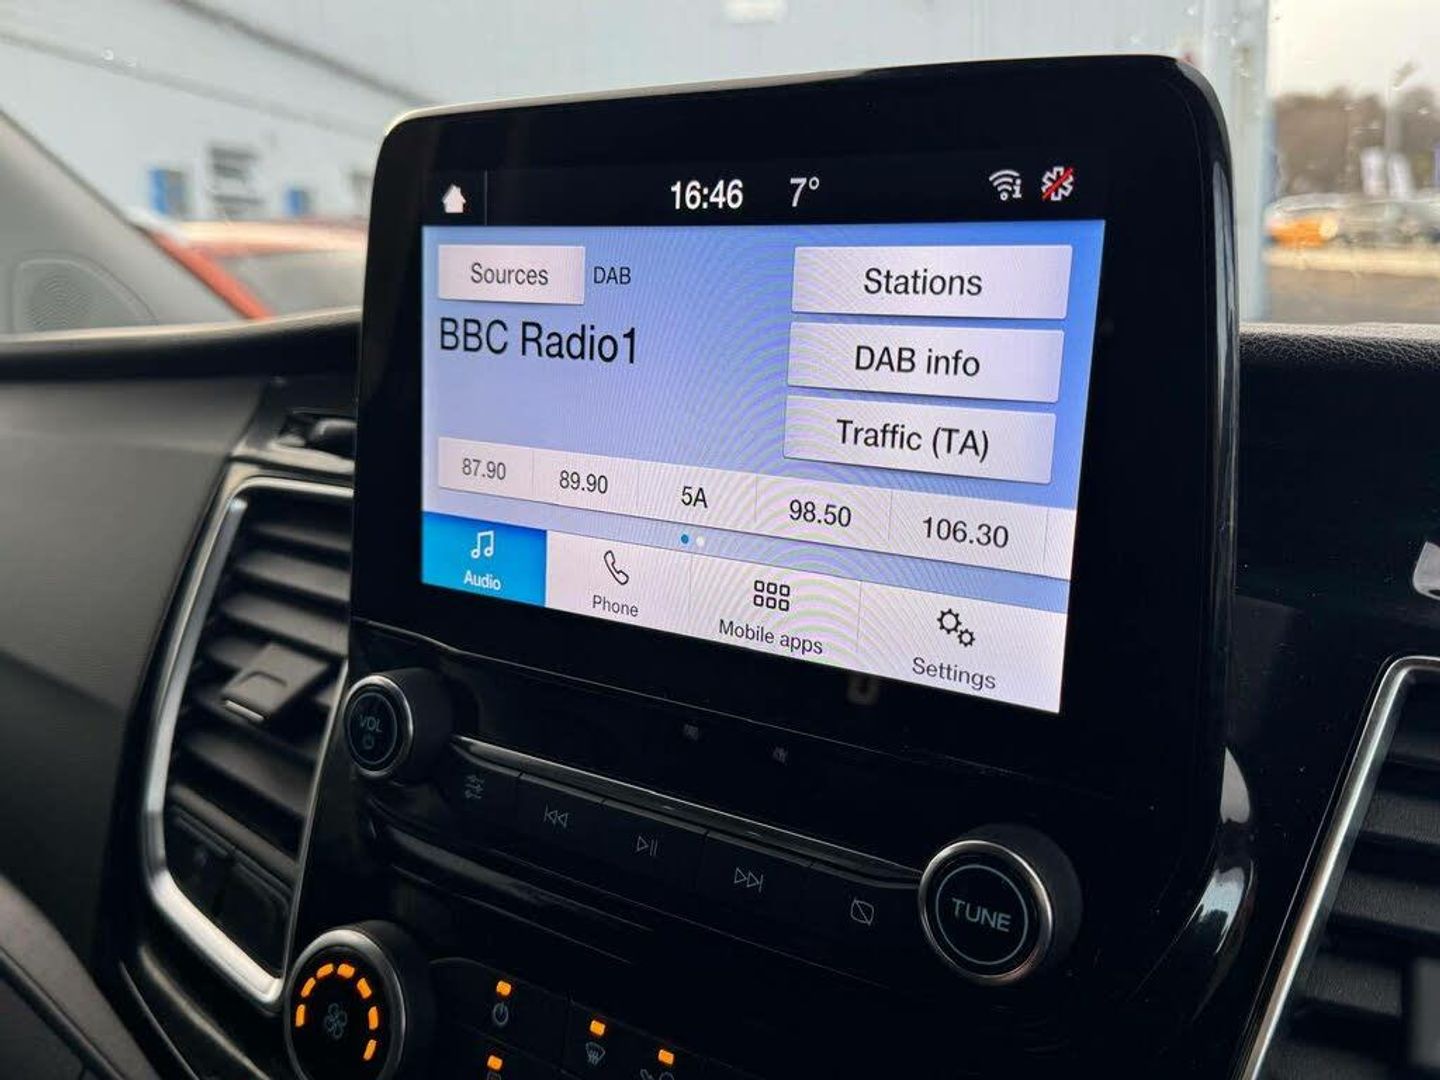 16:46 7°
Sources DAB Stations
BBC Radio1
DAB info
Traffic (TA)
87.90 89.90 5A 98.50 106.30
Audio Phone Mobile apps Settings
VOL
TUNE